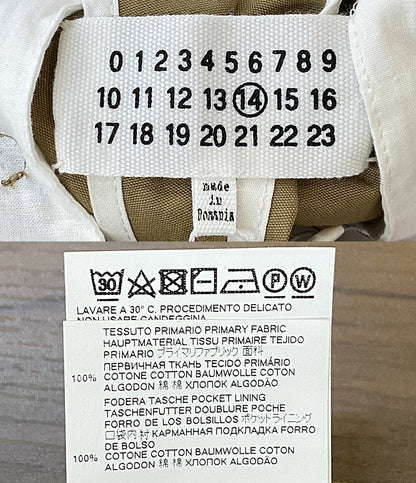 0 1 2 3 4 5 6 7 8 9
10 11 12 13 14 15 16
17 18 19 20 21 22 23
made
in
Romania
30
P W
LAVARE A 30° C. PROCEDIMENTO DELICATO
NON USARE CANDEGGINA
TESSUTO PRIMARIO PRIMARY FABRIC
HAUPTMATERIAL TISSU PRIMAIRE TEJIDO
PRIMARIO プライマリファブリック 面料
ПЕРВИЧНАЯ ТКАНЬ TECIDO PRIMÁRIO
100% COTONE COTTON BAUMWOLLE COTON
ALGODON 綿 棉 ХЛОПОК ALGODÃO
FODERA TASCHE POCKET LINING
TASCHENFUTTER DOUBLURE POCHE
FORRO DE LOS BOLSILLOS ポケットライニング
口袋内衬 КАРМАННАЯ ПОДКЛАДКА FORRO
DE BOLSO
100% COTONE COTTON BAUMWOLLE COTON
ALGODON 綿 棉 ХЛОПОК ALGODÃO